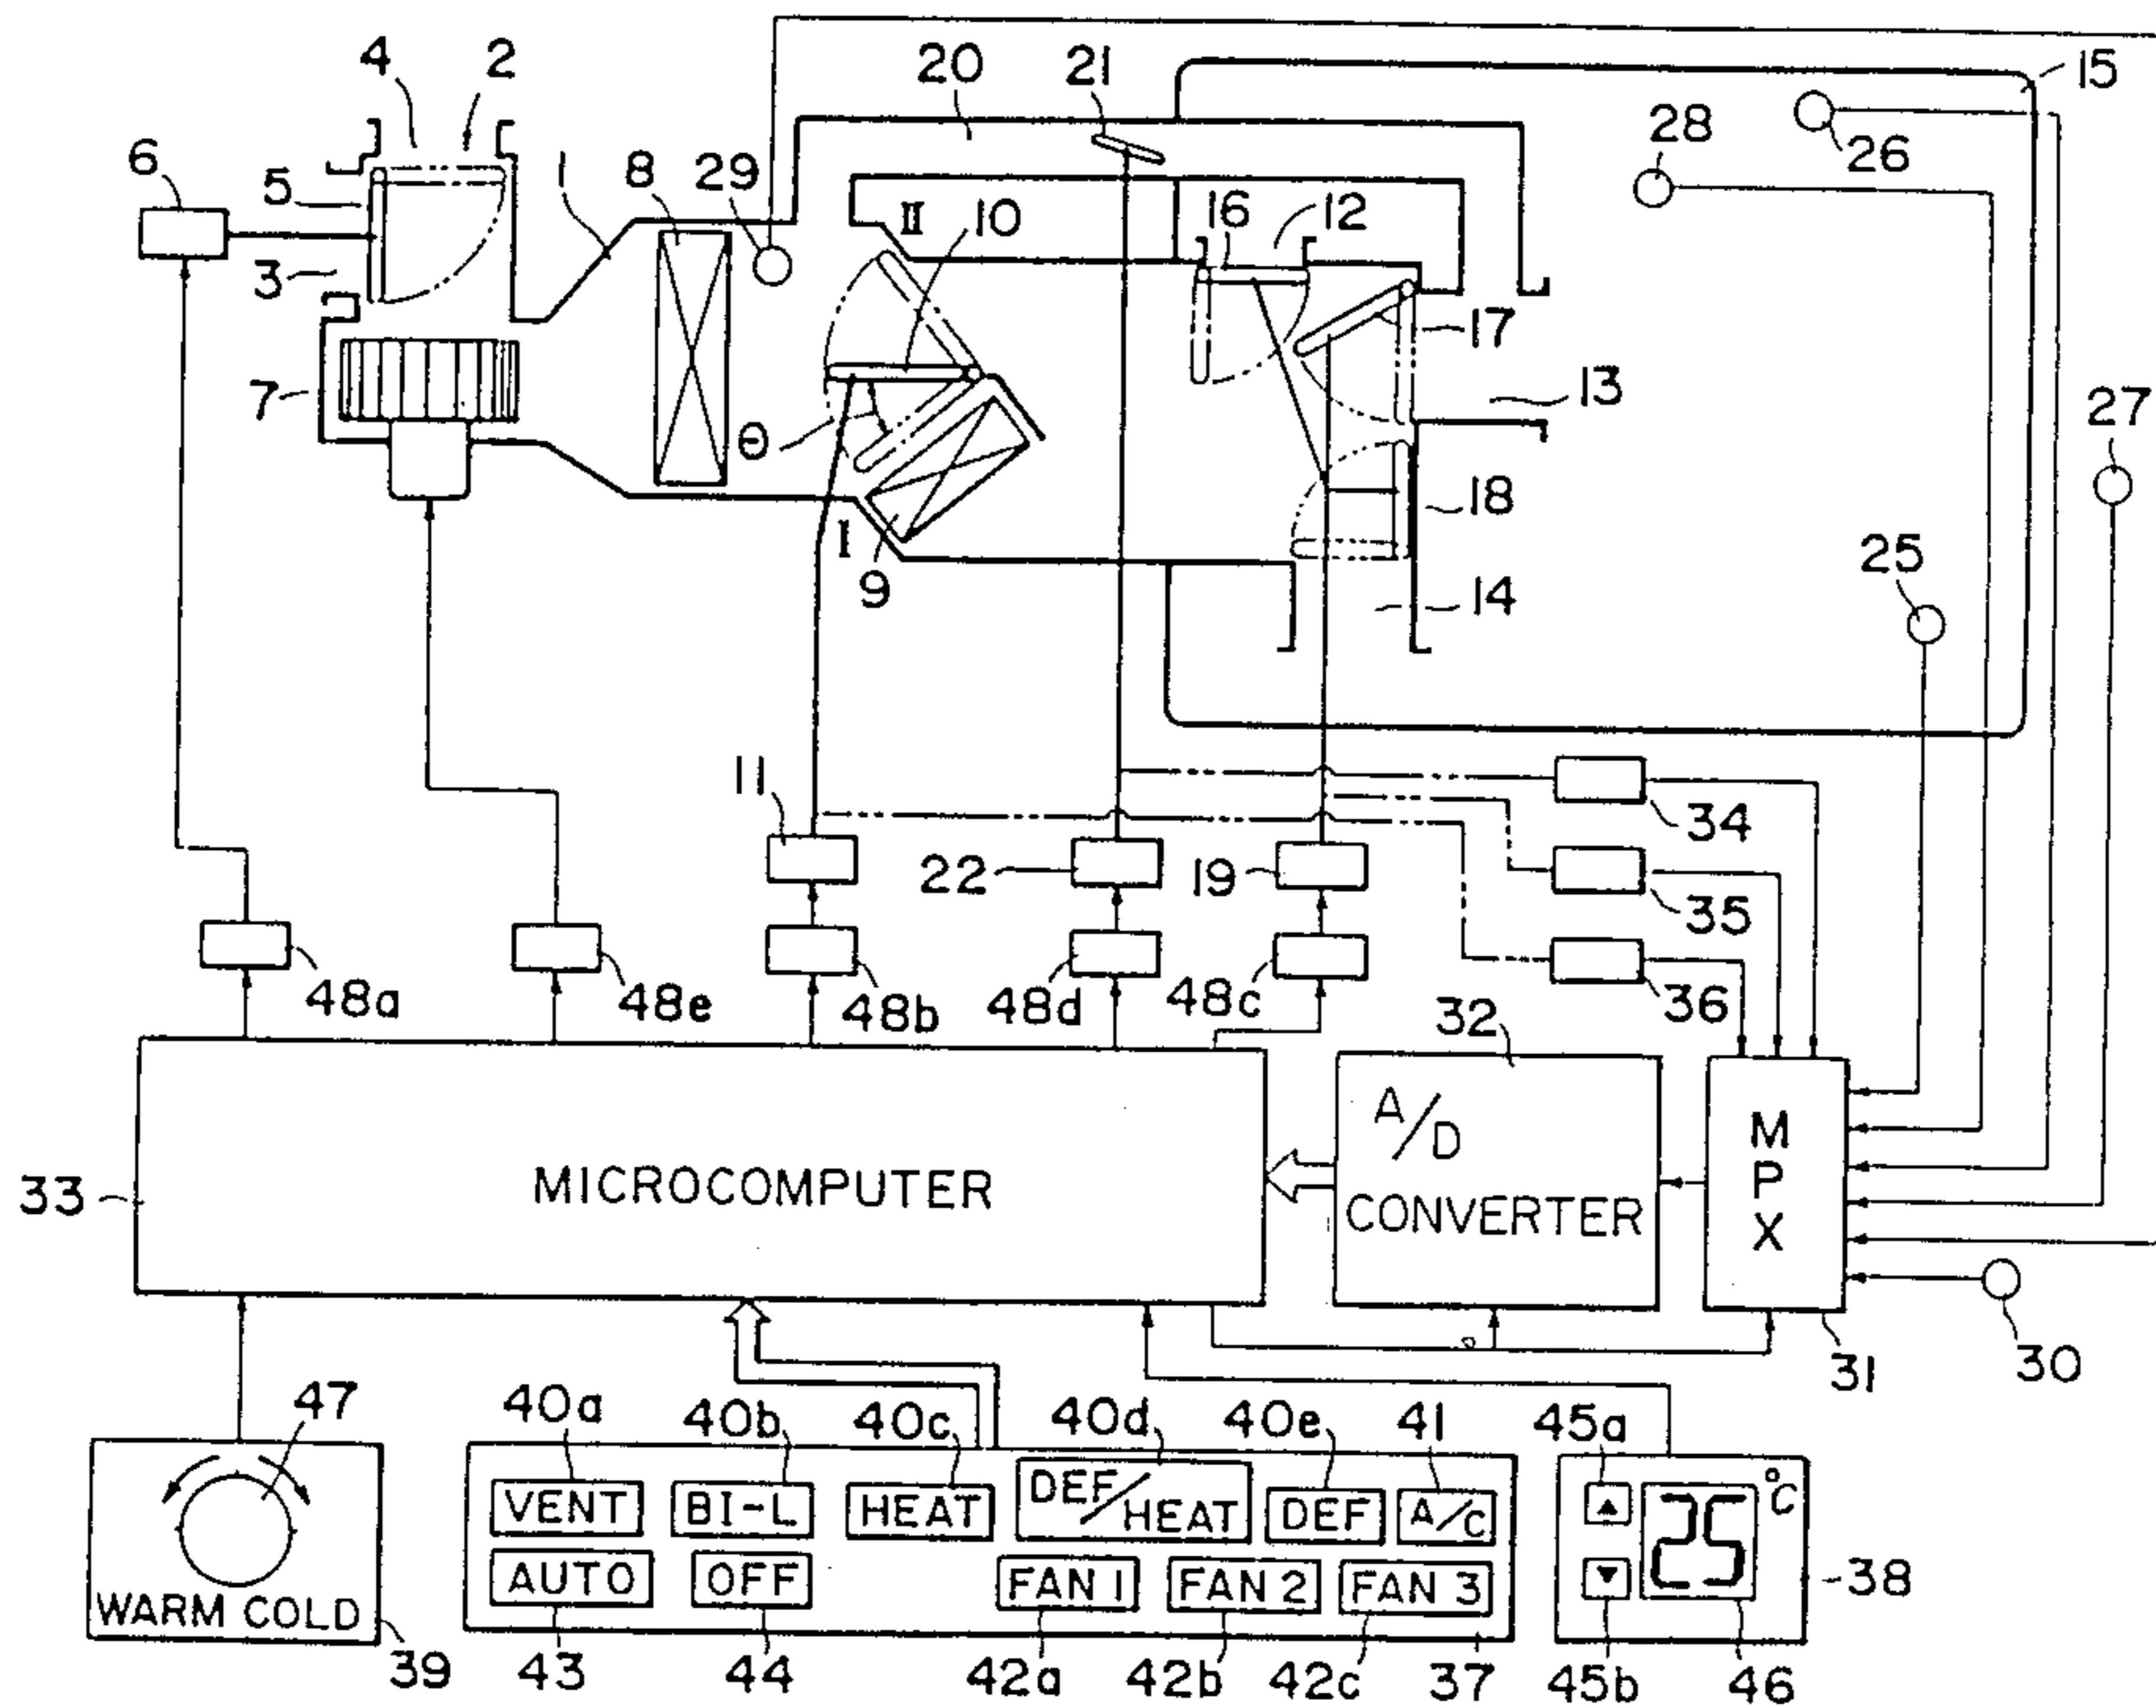 4 2 20 21 15
6 5 1 8 29 28 26
II 10 16 12
3 17
7 θ 13 27
18
I 9 14 25
11 34
22 19 35
48a 48e 48b 48d 48c 36
32
33 MICROCOMPUTER
A/D
CONVERTER
M
P
X
31 30
47 40a 40b 40c 40d 40e 41 45a
VENT BI-L HEAT DEF/HEAT DEF A/C ▲ 25 °C
AUTO OFF FAN 1 FAN 2 FAN 3 ▼ 38
WARM COLD
39 43 44 42a 42b 42c 37 45b 46